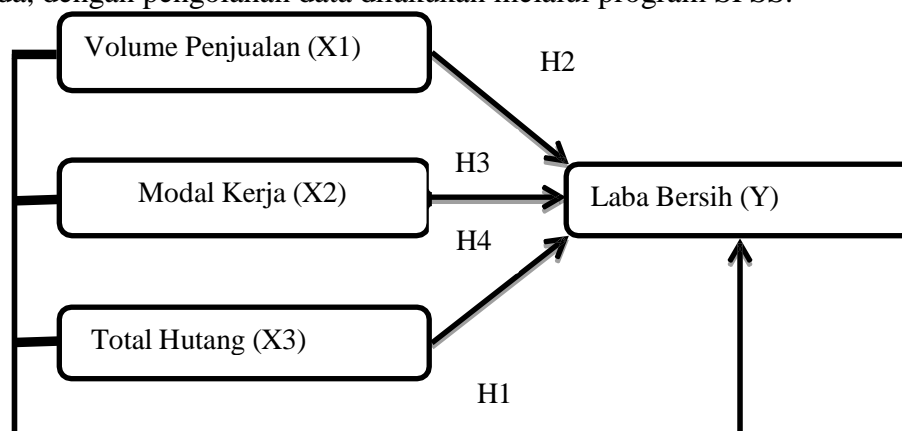 da, dengan pengolahan data dilakukan melalui program SPSS.
Volume Penjualan (X1)
H2
H3
Modal Kerja (X2)
Laba Bersih (Y)
H4
Total Hutang (X3)
H1